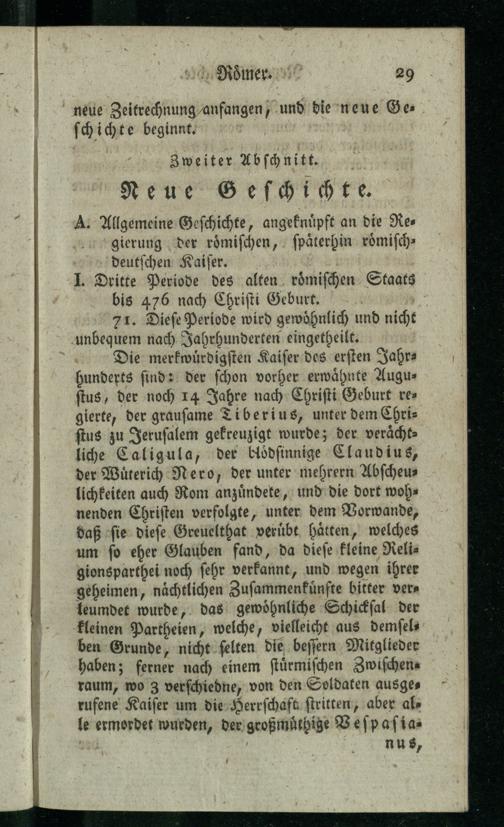 Römer. 29
neue Zeitrechnung anfangen, und die neue Ge-
schichte beginnt.
Zweiter Abschnitt.
Neue Geschichte.
A. Allgemeine Geschichte, angeknüpft an die Re-
gierung der römischen, späterhin römisch-
deutschen Kaiser.
I. Dritte Periode des alten römischen Staats
bis 476 nach Christi Geburt.
71. Diese Periode wird gewöhnlich und nicht
unbequem nach Jahrhunderten eingetheilt.
Die merkwürdigsten Kaiser des ersten Jahr-
hunderts sind: der schon vorher erwähnte Augu-
stus, der noch 14 Jahre nach Christi Geburt re-
gierte, der grausame Tiberius, unter dem Chri-
stus zu Jerusalem gekreuzigt wurde; der verächt-
liche Caligula, der blödsinnige Claudius,
der Wüterich Nero, der unter mehrern Abscheu-
lichkeiten auch Rom anzündete, und die dort woh-
nenden Christen verfolgte, unter dem Vorwande,
daß sie diese Greuelthat verübt hätten, welches
um so eher Glauben fand, da diese kleine Reli-
gionsparthei noch sehr verkannt, und wegen ihrer
geheimen, nächtlichen Zusammenkünfte bitter ver-
leumdet wurde, das gewöhnliche Schicksal der
kleinen Partheien, welche, vielleicht aus demsel-
ben Grunde, nicht selten die bessern Mitglieder
haben; ferner nach einem stürmischen Zwischen-
raum, wo 3 verschiedne, von den Soldaten ausge-
rufene Kaiser um die Herrschaft stritten, aber al-
le ermordet wurden, der großmüthige Vespasia-
nus,